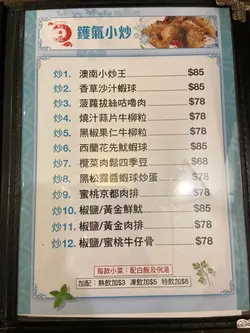 鑊氣小炒
炒1. 澳南小炒王 $85
炒2. 香草沙汁蝦球 $85
炒3. 菠蘿拔絲咕嚕肉 $78
炒4. 燒汁蒜片牛柳粒 $78
炒5. 黑椒果仁牛柳粒 $78
炒6. 西蘭花炒魷蝦球 $85
炒7. 欖菜肉鬆四季豆 $68
炒8. 黑松露醬蝦球炒蛋 $78
炒9. 蜜桃京都肉排 $78
炒10. 椒鹽/黃金鮮魷 $85
炒11. 椒鹽/黃金肉排 $78
炒12. 椒鹽/蜜桃牛仔骨 $78
每款小菜：配白飯及例湯
加配：熱飲加$3 凍飲加$5 特飲加$8